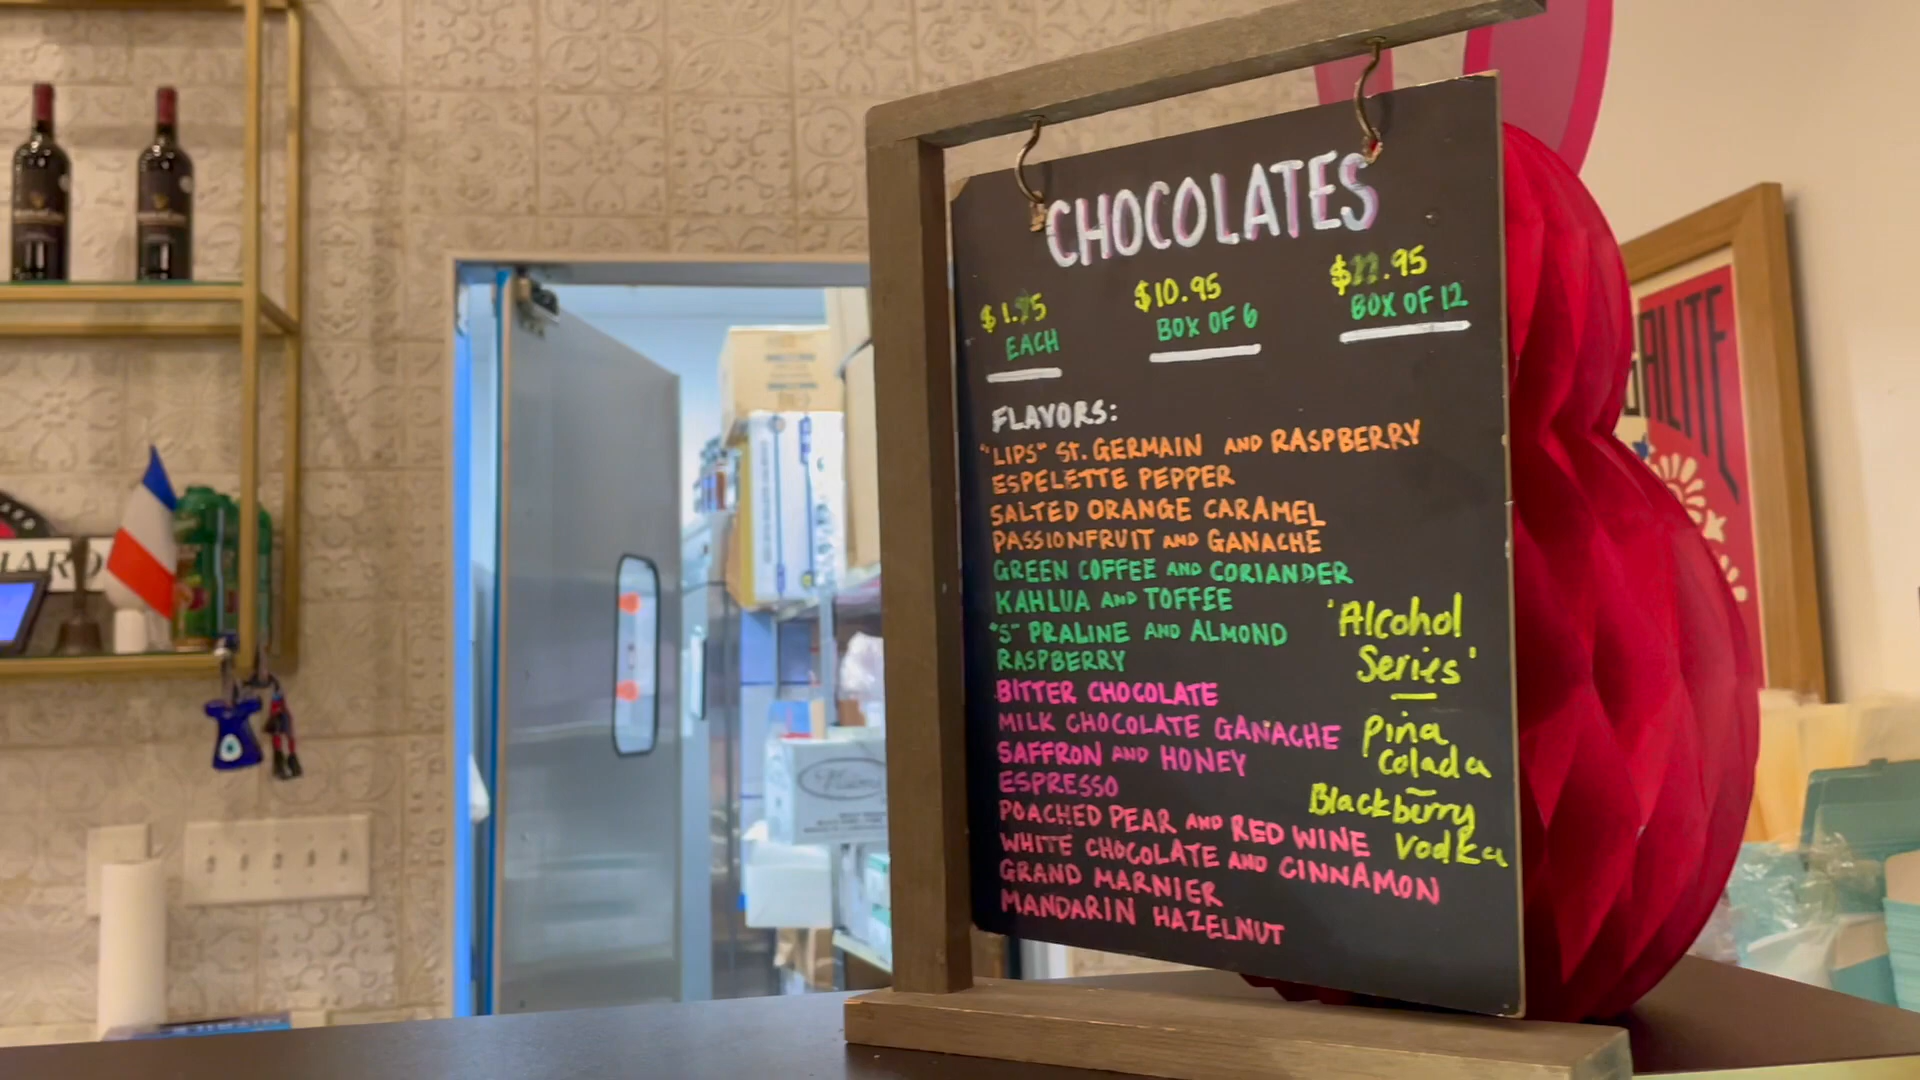 CHOCOLATES
$1.95
EACH
$10.95
BOX OF 6
.95
BOX OF 12
FLAVORS:
"LIPS" ST. GERMAIN AND RASPBERRY
ESPELETTE PEPPER
SALTED ORANGE CARAMEL
PASSIONFRUIT AND GANACHE
GREEN COFFEE AND CORIANDER
KAHLUA AND TOFFEE
"S" PRALINE AND ALMOND
RASPBERRY
BITTER CHOCOLATE
MILK CHOCOLATE GANACHE
SAFFRON AND HONEY
ESPRESSO
POACHED PEAR AND RED WINE
WHITE CHOCOLATE AND CINNAMON
GRAND MARNIER
MANDARIN HAZELNUT
'Alcohol
Series'
Piña
Colada
Blackberry
Vodka